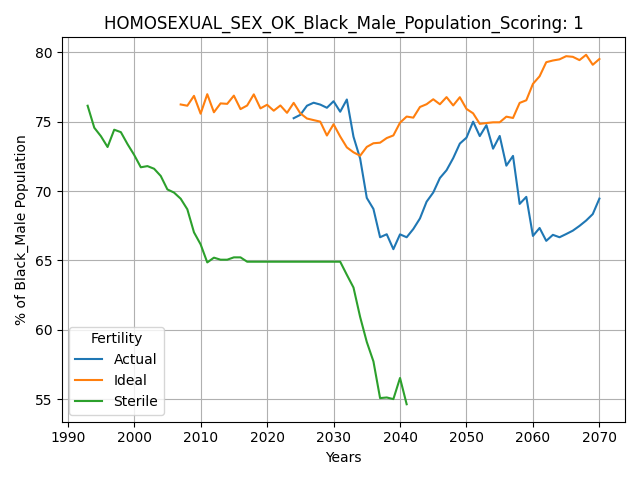 HOMOSEXUAL_SEX_OK_Black_Male_Population_Scoring: 1
80
75
70
65
60
55
% of Black_Male Population
Fertility
Actual
Ideal
Sterile
1990 2000 2010 2020 2030 2040 2050 2060 2070
Years